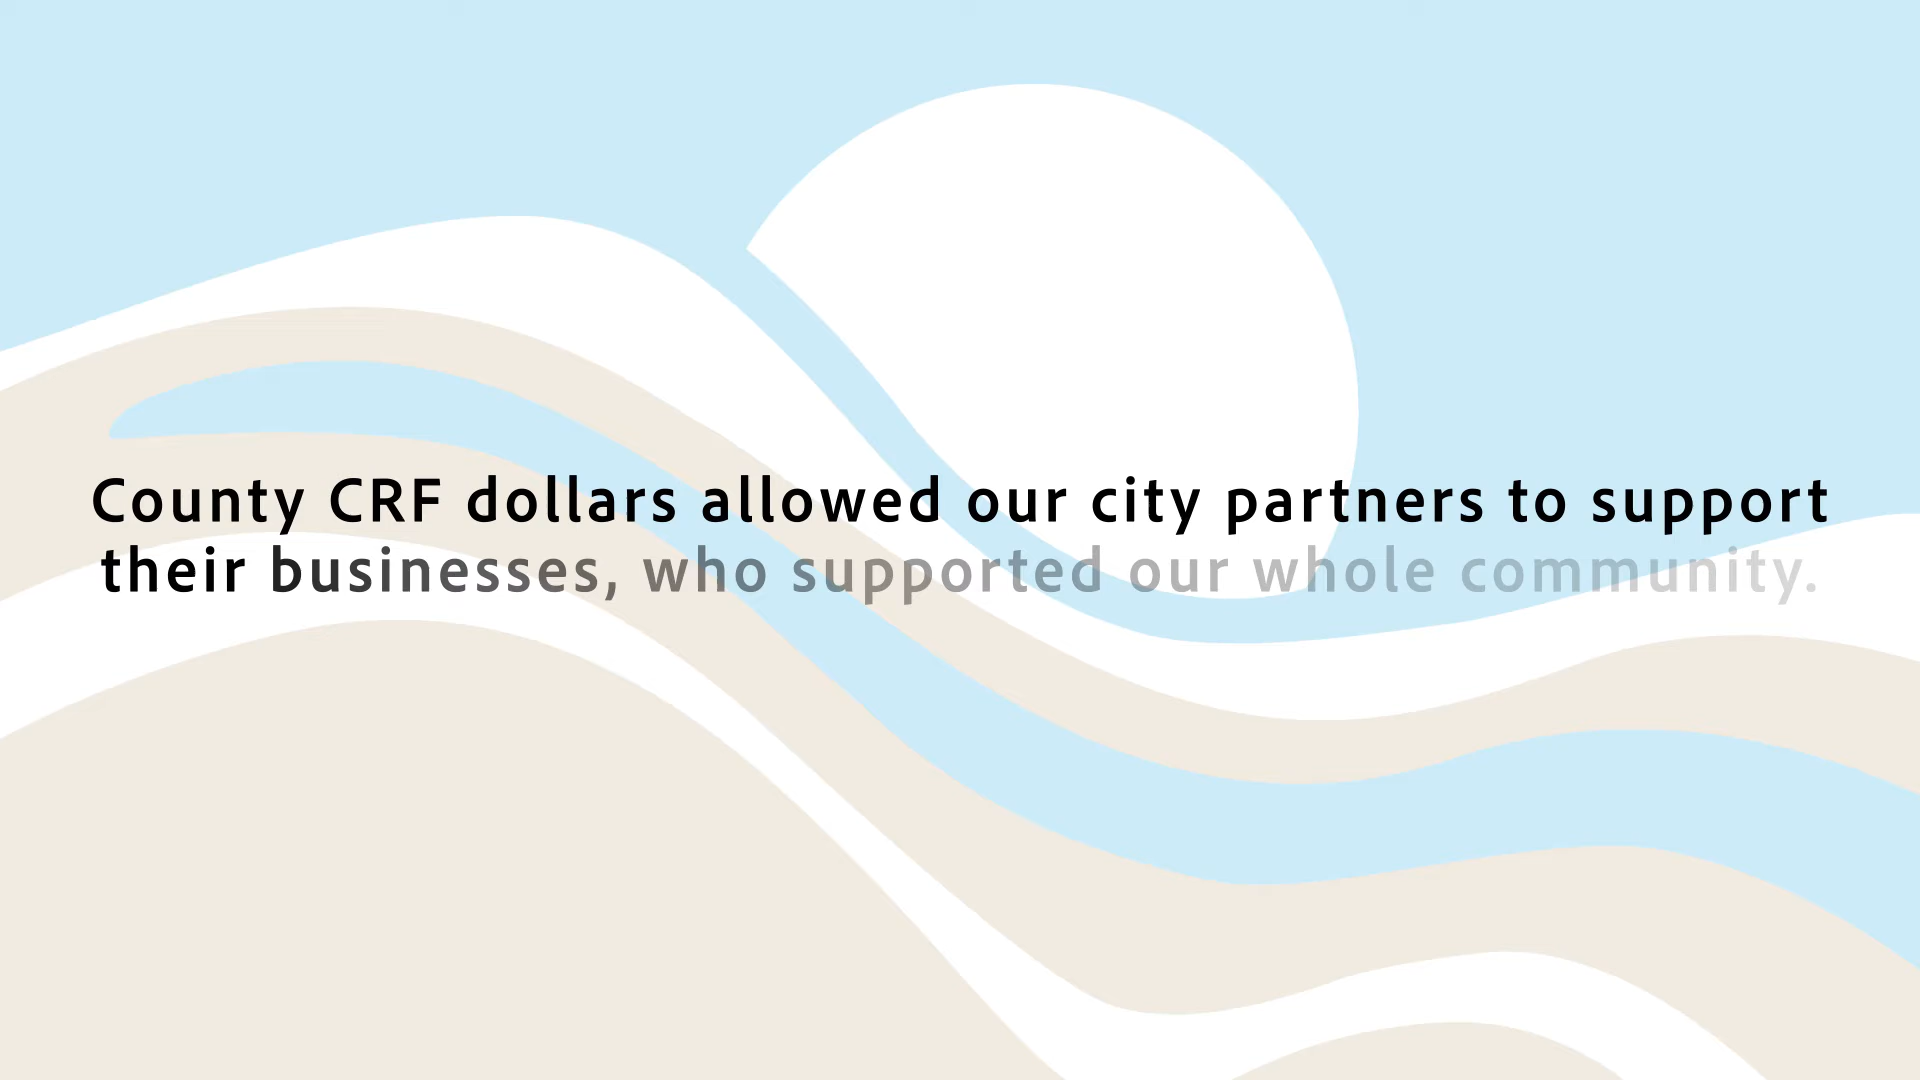 County CRF dollars allowed our city partners to support
their businesses, who supported our whole community.